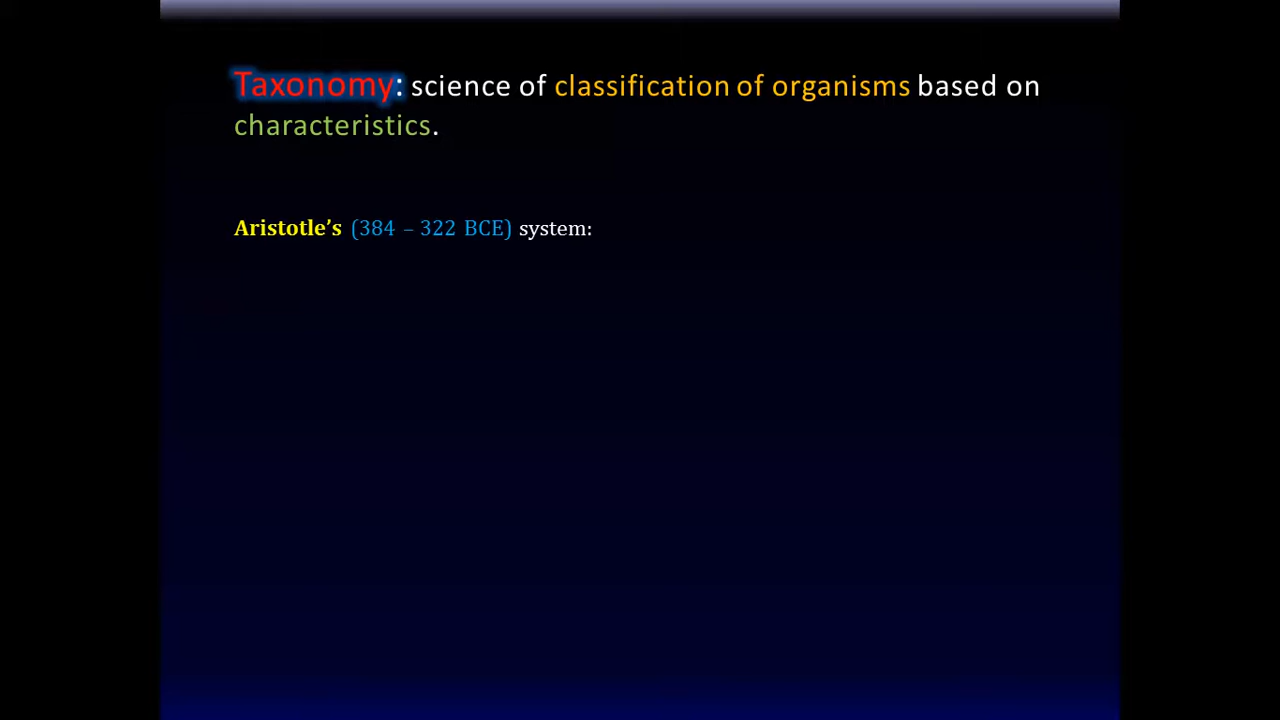 Taxonomy: science of classification of organisms based on
characteristics.
Aristotle’s (384 – 322 BCE) system: